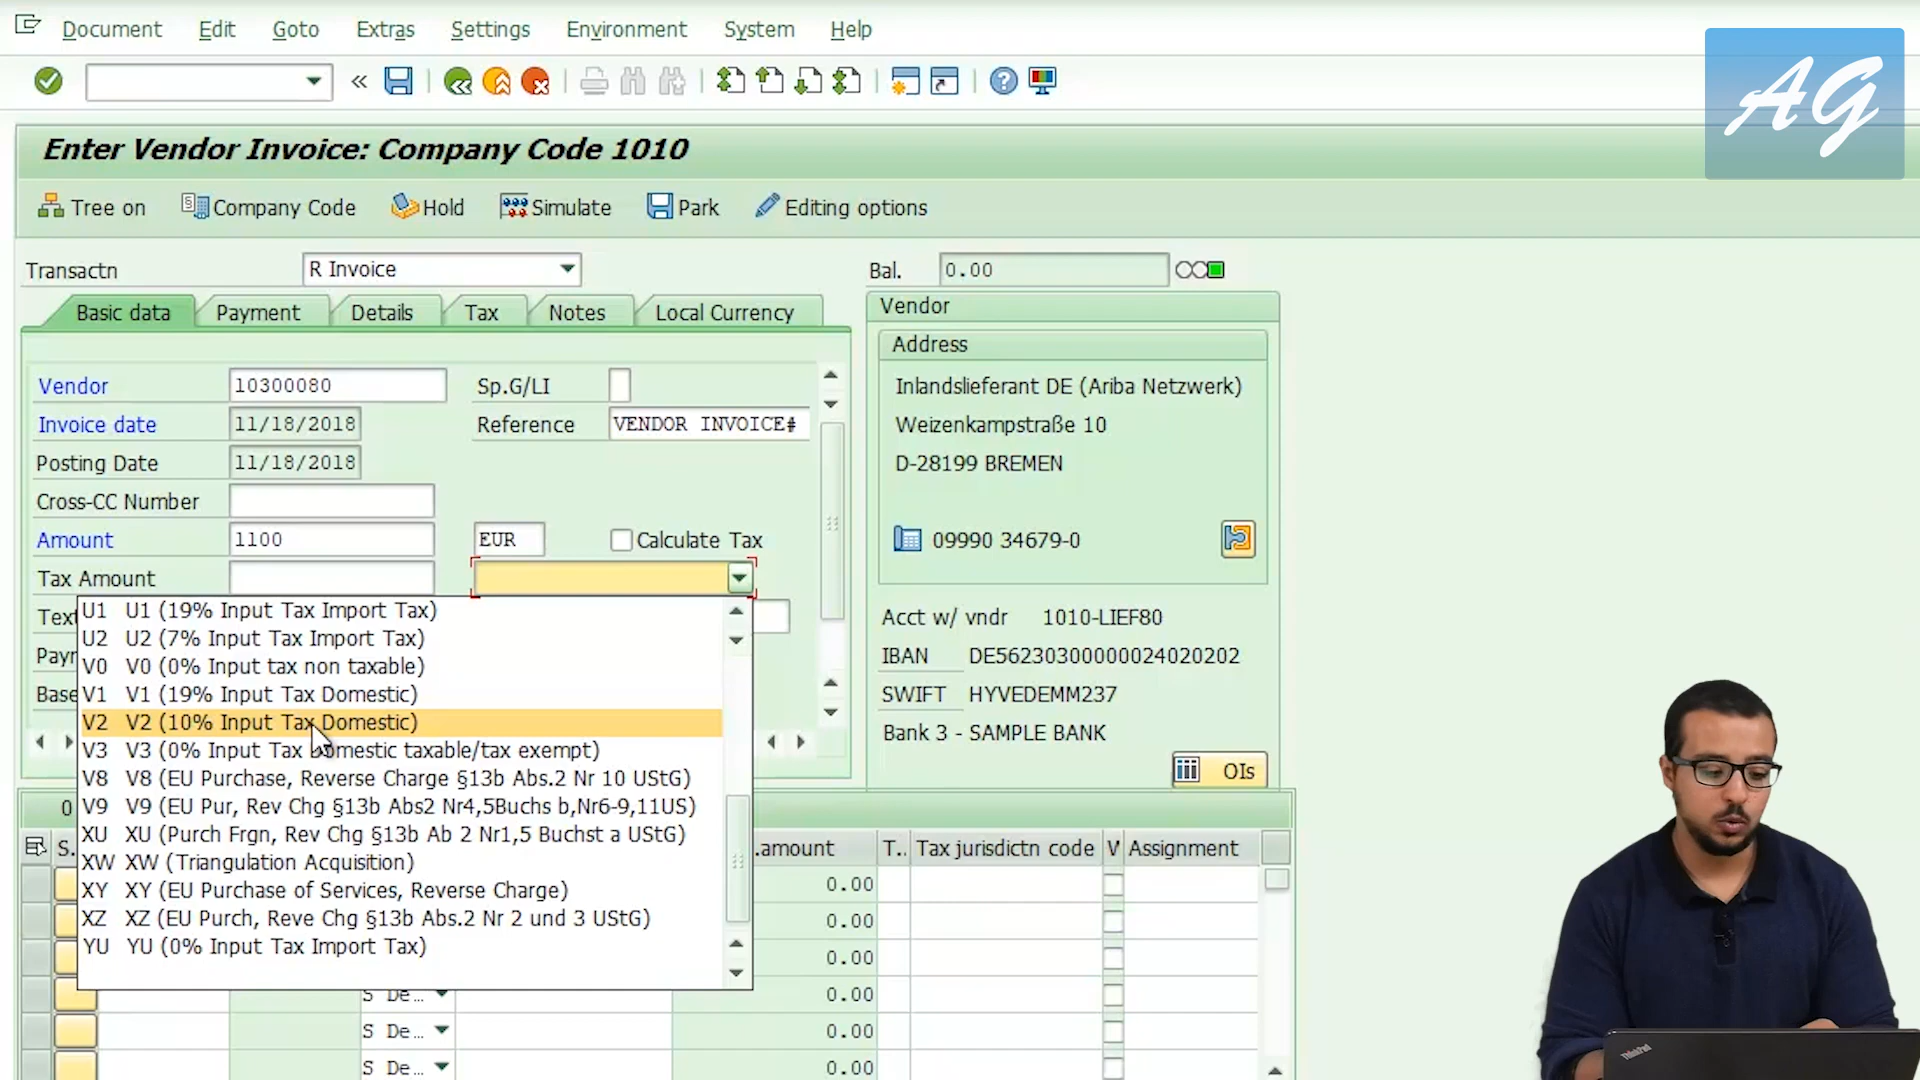 Document Edit Goto Extras Settings Environment System Help
AG
Enter Vendor Invoice: Company Code 1010
Tree on Company Code Hold Simulate Park Editing options
Transactn R Invoice Bal. 0.00
Basic data Payment Details Tax Notes Local Currency
Vendor 10300080 Sp.G/LI
Invoice date 11/18/2018 Reference VENDOR INVOICE#
Posting Date 11/18/2018
Cross-CC Number
Amount 1100 EUR Calculate Tax
Tax Amount
U1 U1 (19% Input Tax Import Tax)
U2 U2 (7% Input Tax Import Tax)
V0 V0 (0% Input tax non taxable)
V1 V1 (19% Input Tax Domestic)
V2 V2 (10% Input Tax Domestic)
V3 V3 (0% Input Tax Domestic taxable/tax exempt)
V8 V8 (EU Purchase, Reverse Charge §13b Abs.2 Nr 10 UStG)
V9 V9 (EU Pur, Rev Chg §13b Abs2 Nr4,5Buchs b,Nr6-9,11US)
XU XU (Purch Frgn, Rev Chg §13b Ab 2 Nr1,5 Buchst a UStG)
XW XW (Triangulation Acquisition)
XY XY (EU Purchase of Services, Reverse Charge)
XZ XZ (EU Purch, Reve Chg §13b Abs.2 Nr 2 und 3 UStG)
YU YU (0% Input Tax Import Tax)
Vendor
Address
Inlandslieferant DE (Ariba Netzwerk)
Weizenkampstraße 10
D-28199 BREMEN
09990 34679-0
Acct w/ vndr 1010-LIEF80
IBAN DE56230300000024020202
SWIFT HYVEDEMM237
Bank 3 - SAMPLE BANK
OIs
0
S. .amount T.. Tax jurisdictn code V Assignment
0.00
0.00
0.00
S De... 0.00
S De... 0.00
S De... 0.00
ThinkPad